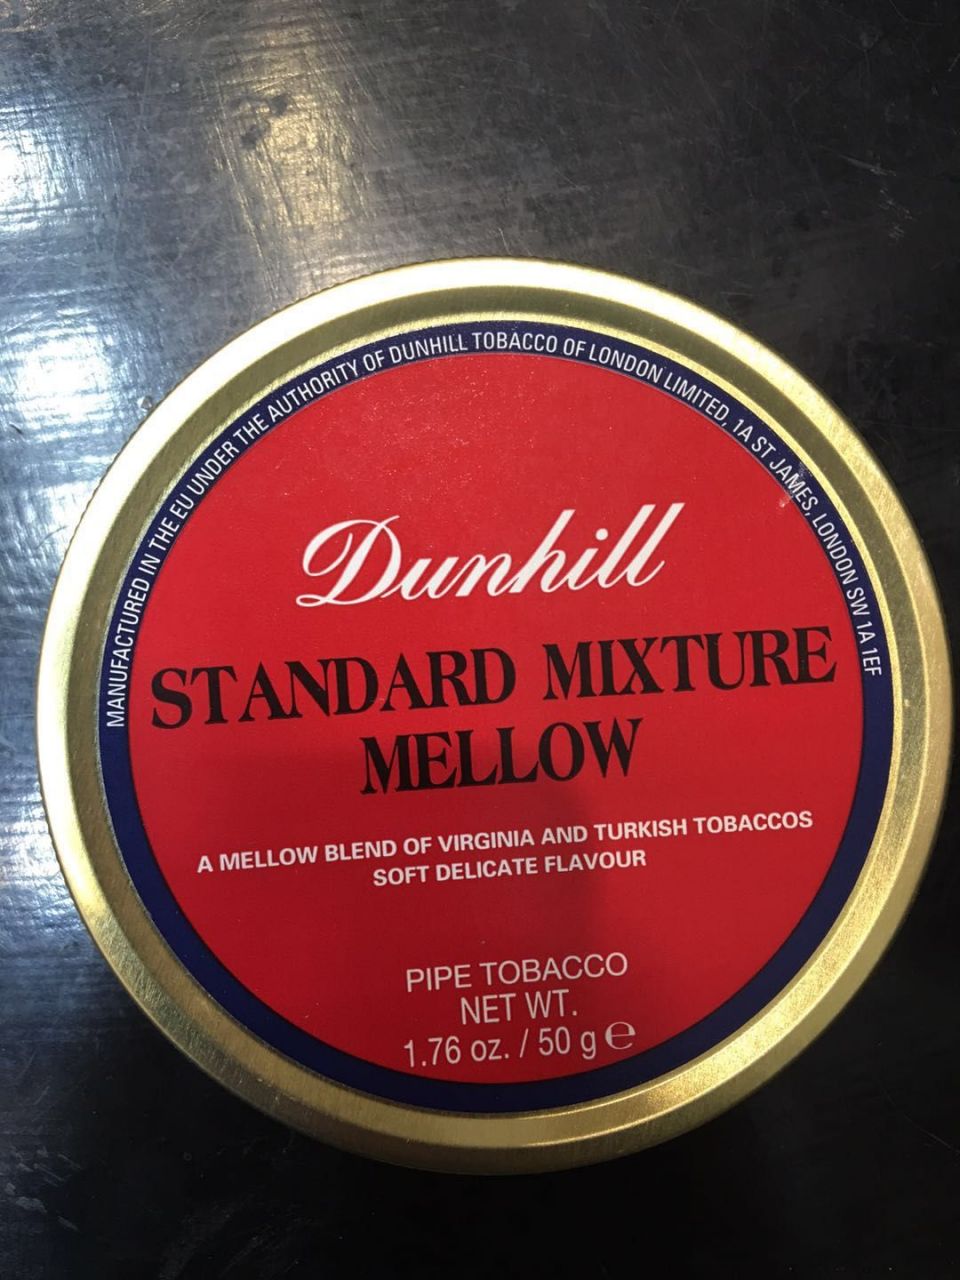 MANUFACTURED IN THE EU UNDER THE AUTHORITY OF DUNHILL TOBACCO OF LONDON LIMITED, 1A ST JAMES, LONDON SW 1A 1EF
Dunhill
STANDARD MIXTURE
MELLOW
A MELLOW BLEND OF VIRGINIA AND TURKISH TOBACCOS
SOFT DELICATE FLAVOUR
PIPE TOBACCO
NET WT.
1.76 oz. / 50 g ℮